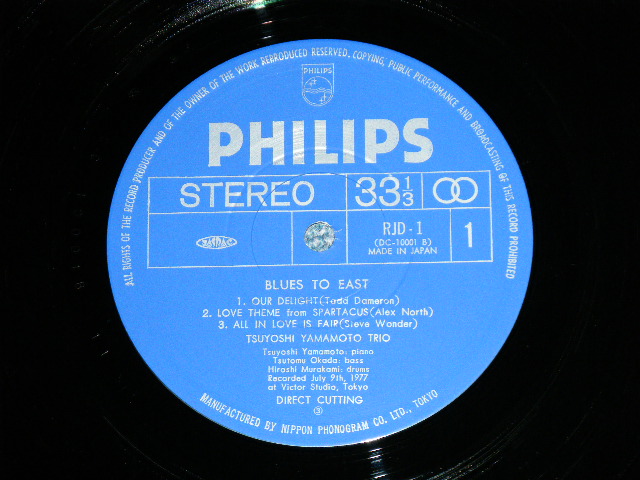 ALL RIGHTS OF THE RECORD PRODUCER AND OF THE OWNER OF THE WORK REPRODUCED RESERVED. COPYING, PUBLIC PERFORMANCE AND BROADCASTING OF THIS RECORD PROHIBITED
PHILIPS
PHILIPS
STEREO 33 1/3
RJD-1
(DC-10001 B)
MADE IN JAPAN
1
BLUES TO EAST
1. OUR DELIGHT(Tadd Dameron)
2. LOVE THEME from SPARTACUS(Alex North)
3. ALL IN LOVE IS FAIR(Steve Wonder)
TSUYOSHI YAMAMOTO TRIO
Tsuyoshi Yamamoto: piano
Tsutomu Okada: bass
Hiroshi Murakami: drums
Recorded July 9th, 1977
at Victor Studio, Tokyo
DIRECT CUTTING
③
MANUFACTURED BY NIPPON PHONOGRAM CO. LTD., TOKYO